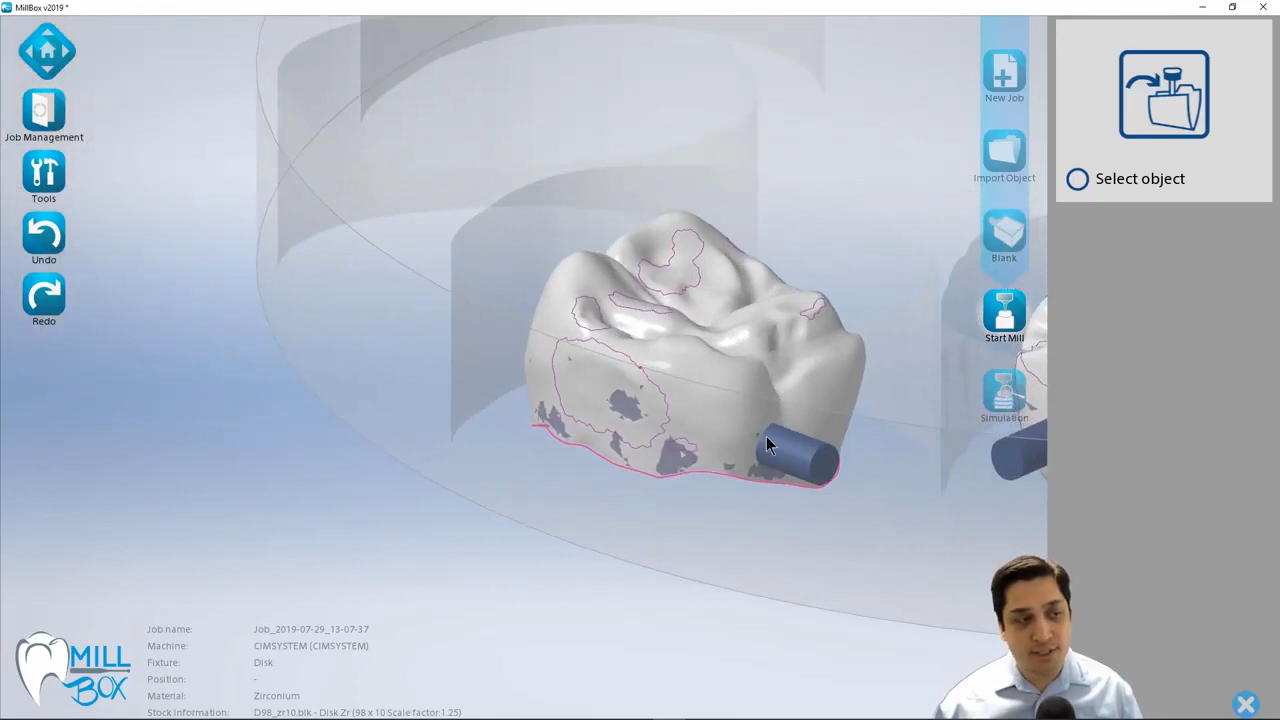 MillBox v2019 *
New Job
Import Object
Blank
Start Mill
Simulation
Job Management
Tools
Undo
Redo
Select object
MILL
BOX
Job name: Job_2019-07-29_13-07-37
Machine: CIMSYSTEM (CIMSYSTEM)
Fixture: Disk
Position: -
Material: Zirconium
Stock information: D98_zr10.blk - Disk Zr (98 x 10 Scale factor:1.25)